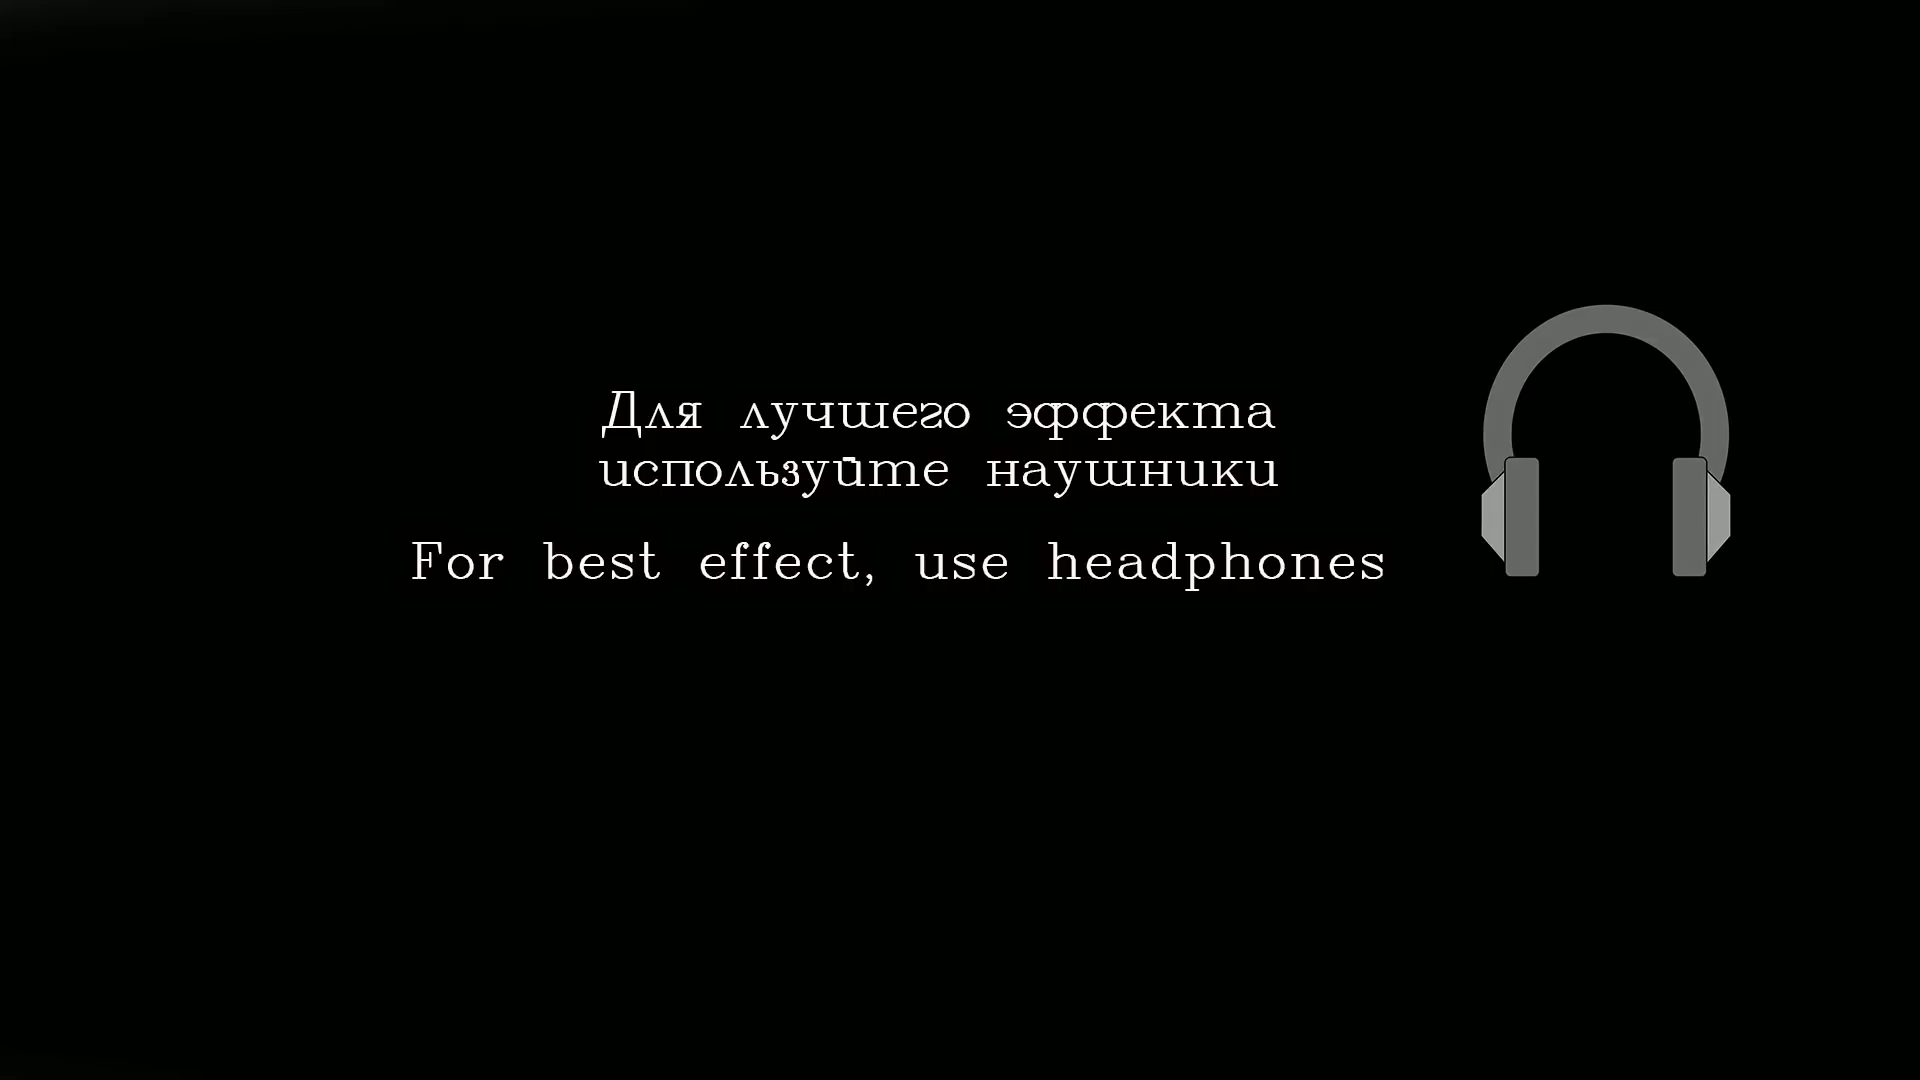 Для лучшего эффекта
используйте наушники
For best effect, use headphones